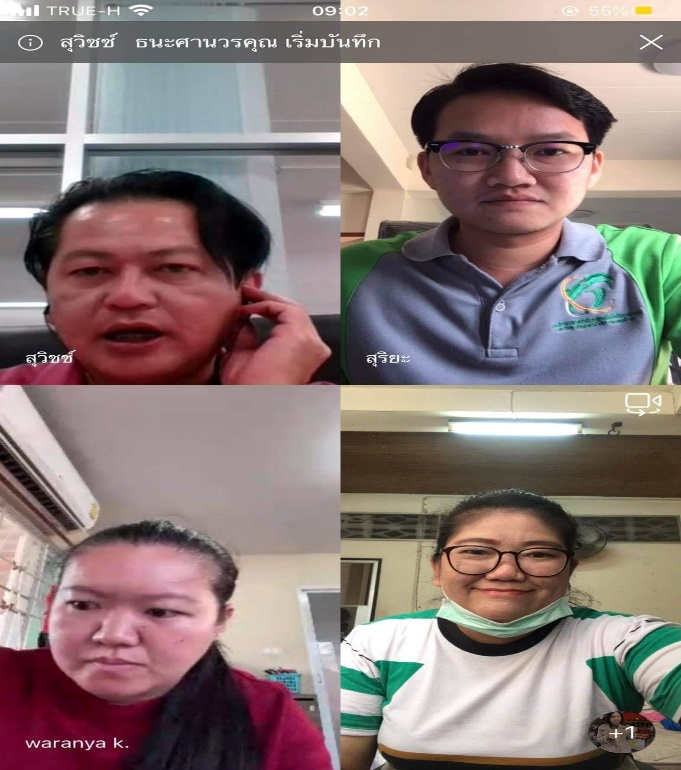 TRUE-H 09:02 55%
สุวิชช์ ธนะศานวรคุณ เริ่มบันทึก
สุวิชช์
สุริยะ
waranya k.
+1